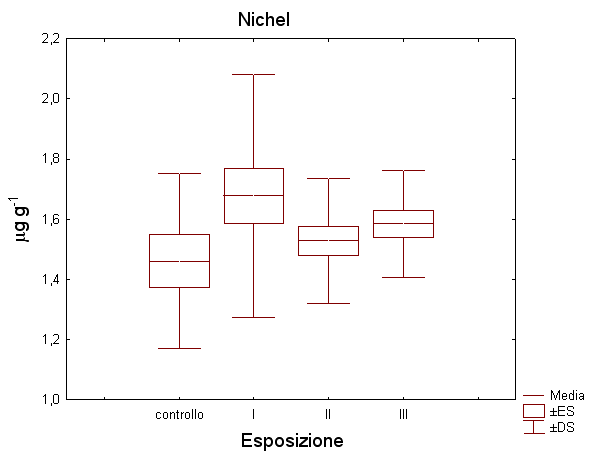 Nichel
2,2
2,0
1,8
1,6
1,4
1,2
1,0
µg g-1
controllo I II III
Esposizione
Media
±ES
±DS